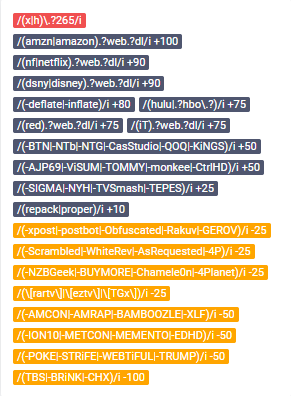 /(x|h)\.?265/i
/(amzn|amazon).?web.?dl/i +100
/(nf|netflix).?web.?dl/i +90
/(dsny|disney).?web.?dl/i +90
/(-deflate|-inflate)/i +80 /(hulu|.?hbo\.?)/i +75
/(red).?web.?dl/i +75 /(iT).?web.?dl/i +75
/(-BTN|-NTb|-NTG|-CasStudio|-QOQ|-KiNGS)/i +50
/(-AJP69|-ViSUM|-TOMMY|-monkee|-CtrlHD)/i +50
/(-SIGMA|-NYH|-TVSmash|-TEPES)/i +25
/(repack|proper)/i +10
/(-xpost|-postbot|-Obfuscated|-Rakuv|-GEROV)/i -25
/(-Scrambled|-WhiteRev|-AsRequested|-4P)/i -25
/(-NZBGeek|-BUYMORE|-Chamele0n|-4Planet)/i -25
/(\[rartv\]|\[eztv\]|\[TGx\])/i -25
/(-AMCON|-AMRAP|-BAMBOOZLE|-XLF)/i -50
/(-ION10|-METCON|-MEMENTO|-EDHD)/i -50
/(-POKE|-STRiFE|-WEBTiFUL|-TRUMP)/i -50
/(TBS|-BRiNK|-CHX)/i -100